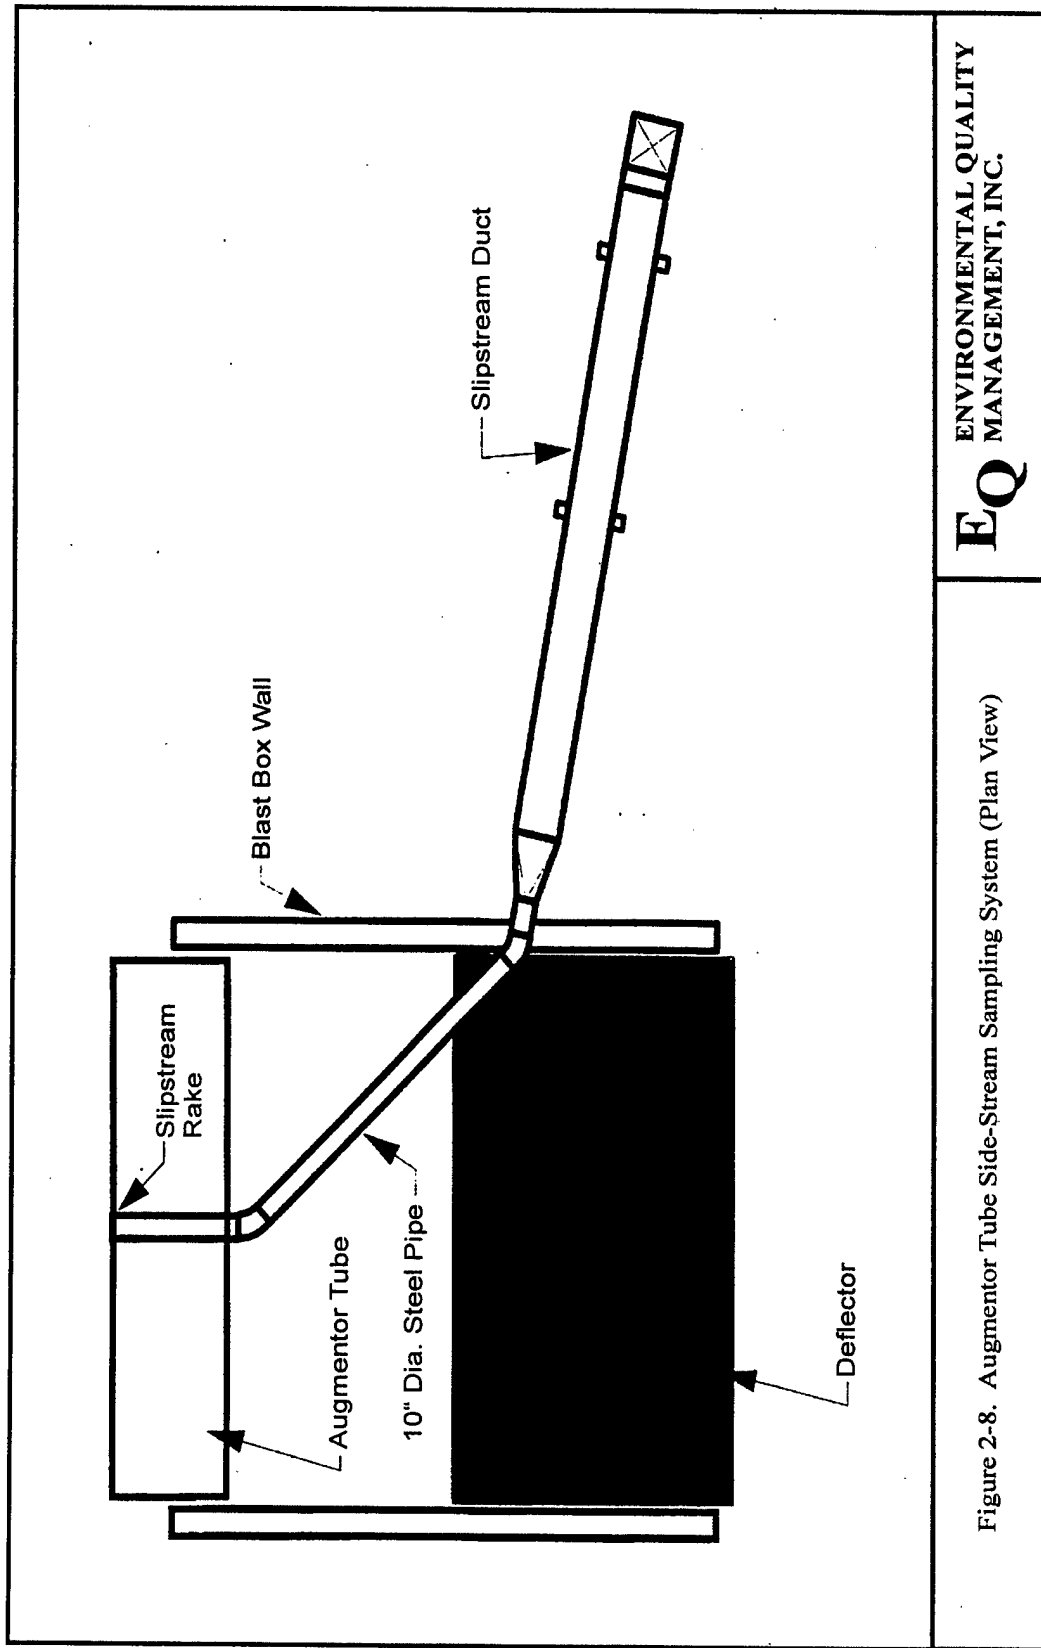 Slipstream
Rake
Augmentor Tube
10" Dia. Steel Pipe
Blast Box Wall
Slipstream Duct
Deflector
Figure 2-8. Augmentor Tube Side-Stream Sampling System (Plan View)
EQ
ENVIRONMENTAL QUALITY
MANAGEMENT, INC.